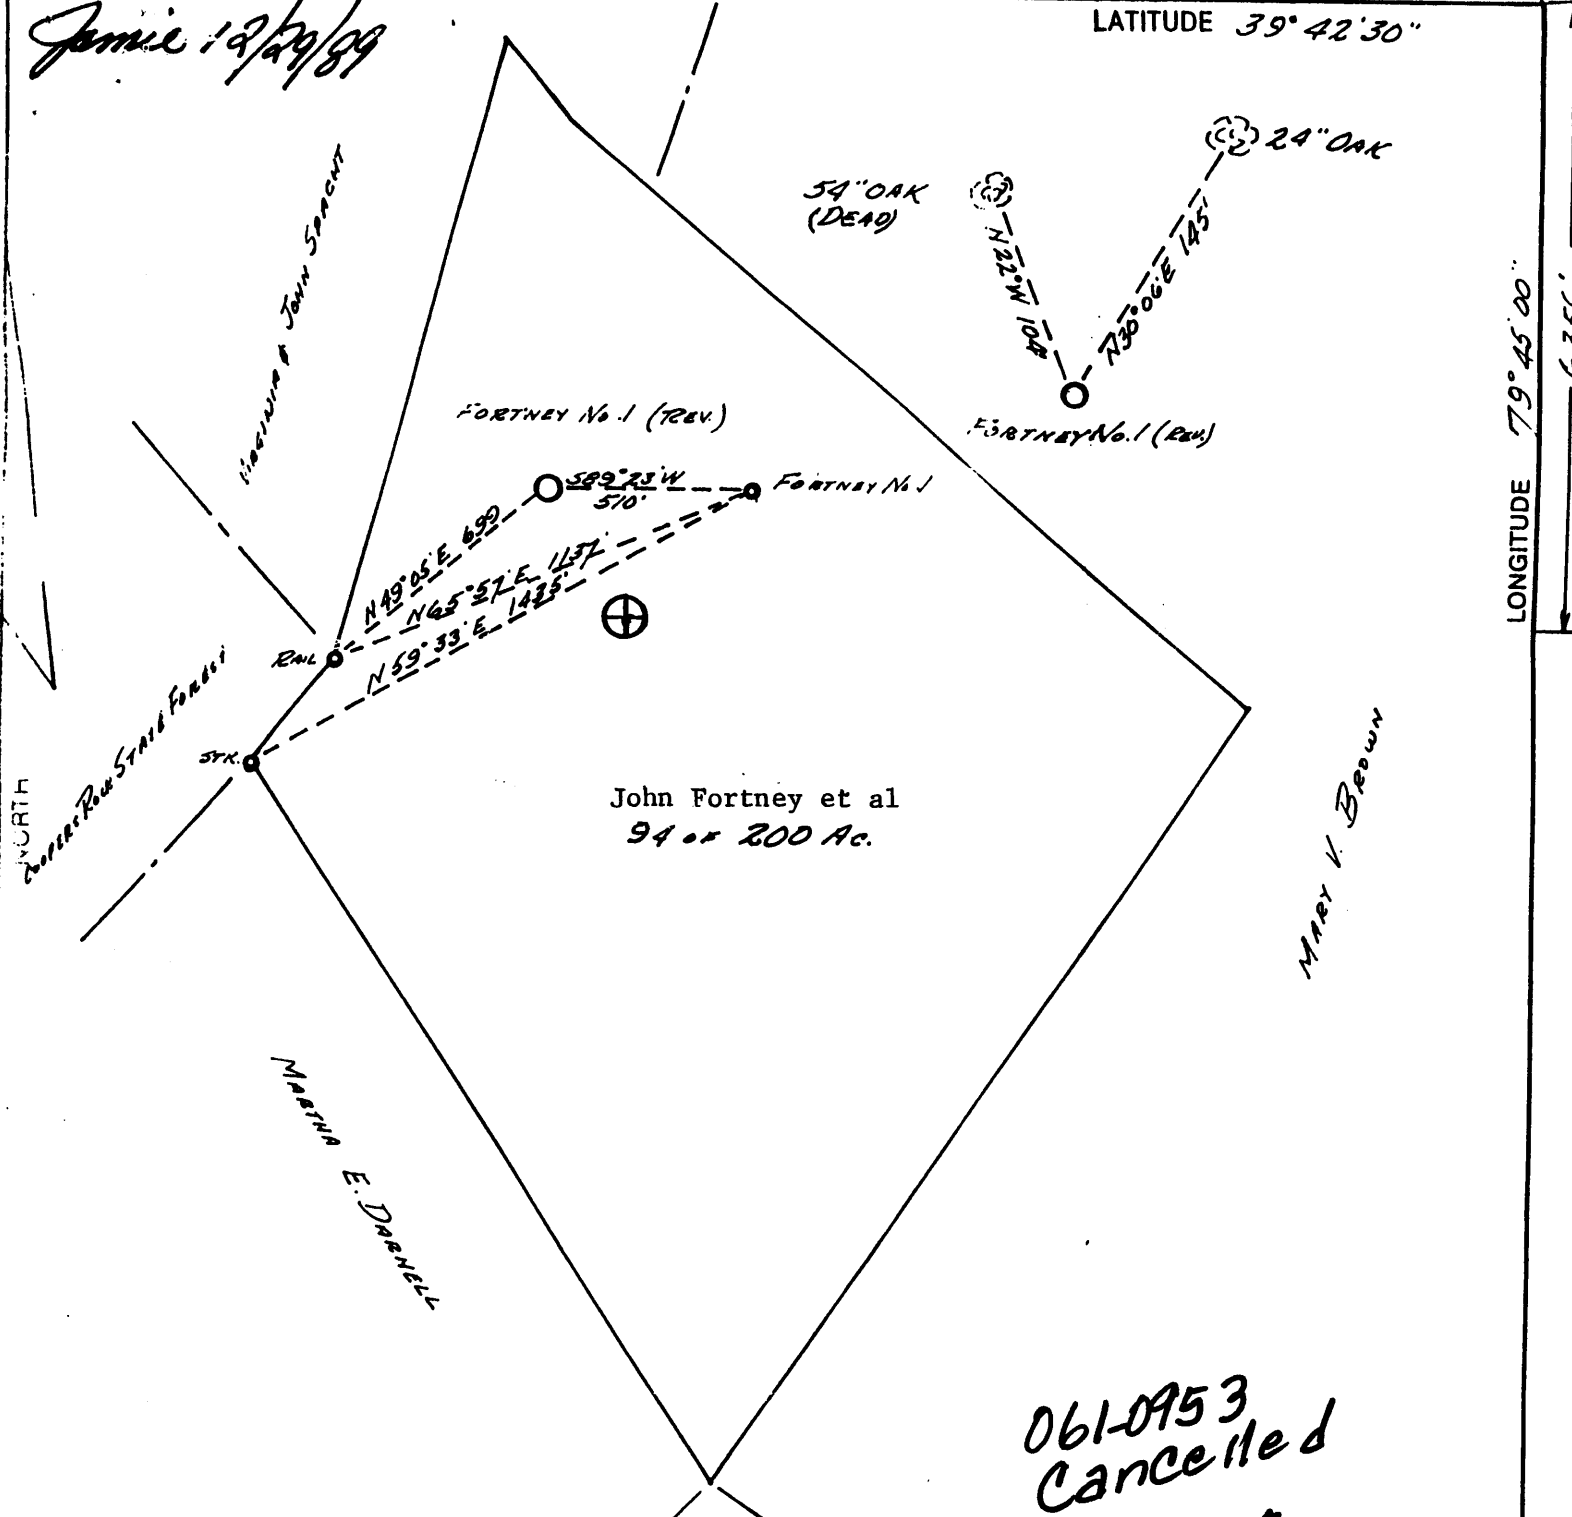 Jamie 12/29/89
LATITUDE 39° 42' 30"
24" OAK
54" OAK
(DEAD)
N22°W 104'
N30°06'E 145'
FORTNEY No. 1 (REV.)
VIRGINIA & JOHN
LONGITUDE 79° 45' 00"
FORTNEY No. 1 (REV.)
S89°23'W
510'
FORTNEY No. 1
N49°05'E 699'
N65°57'E 1137'
N59°33'E 1435'
RAIL
COOPERS ROCK STATE FOREST
STK.
NORTH
John Fortney et al
94 OF 200 Ac.
MARY V. BROWN
MARTHA E. DARNELL
061-0953
Cancelled